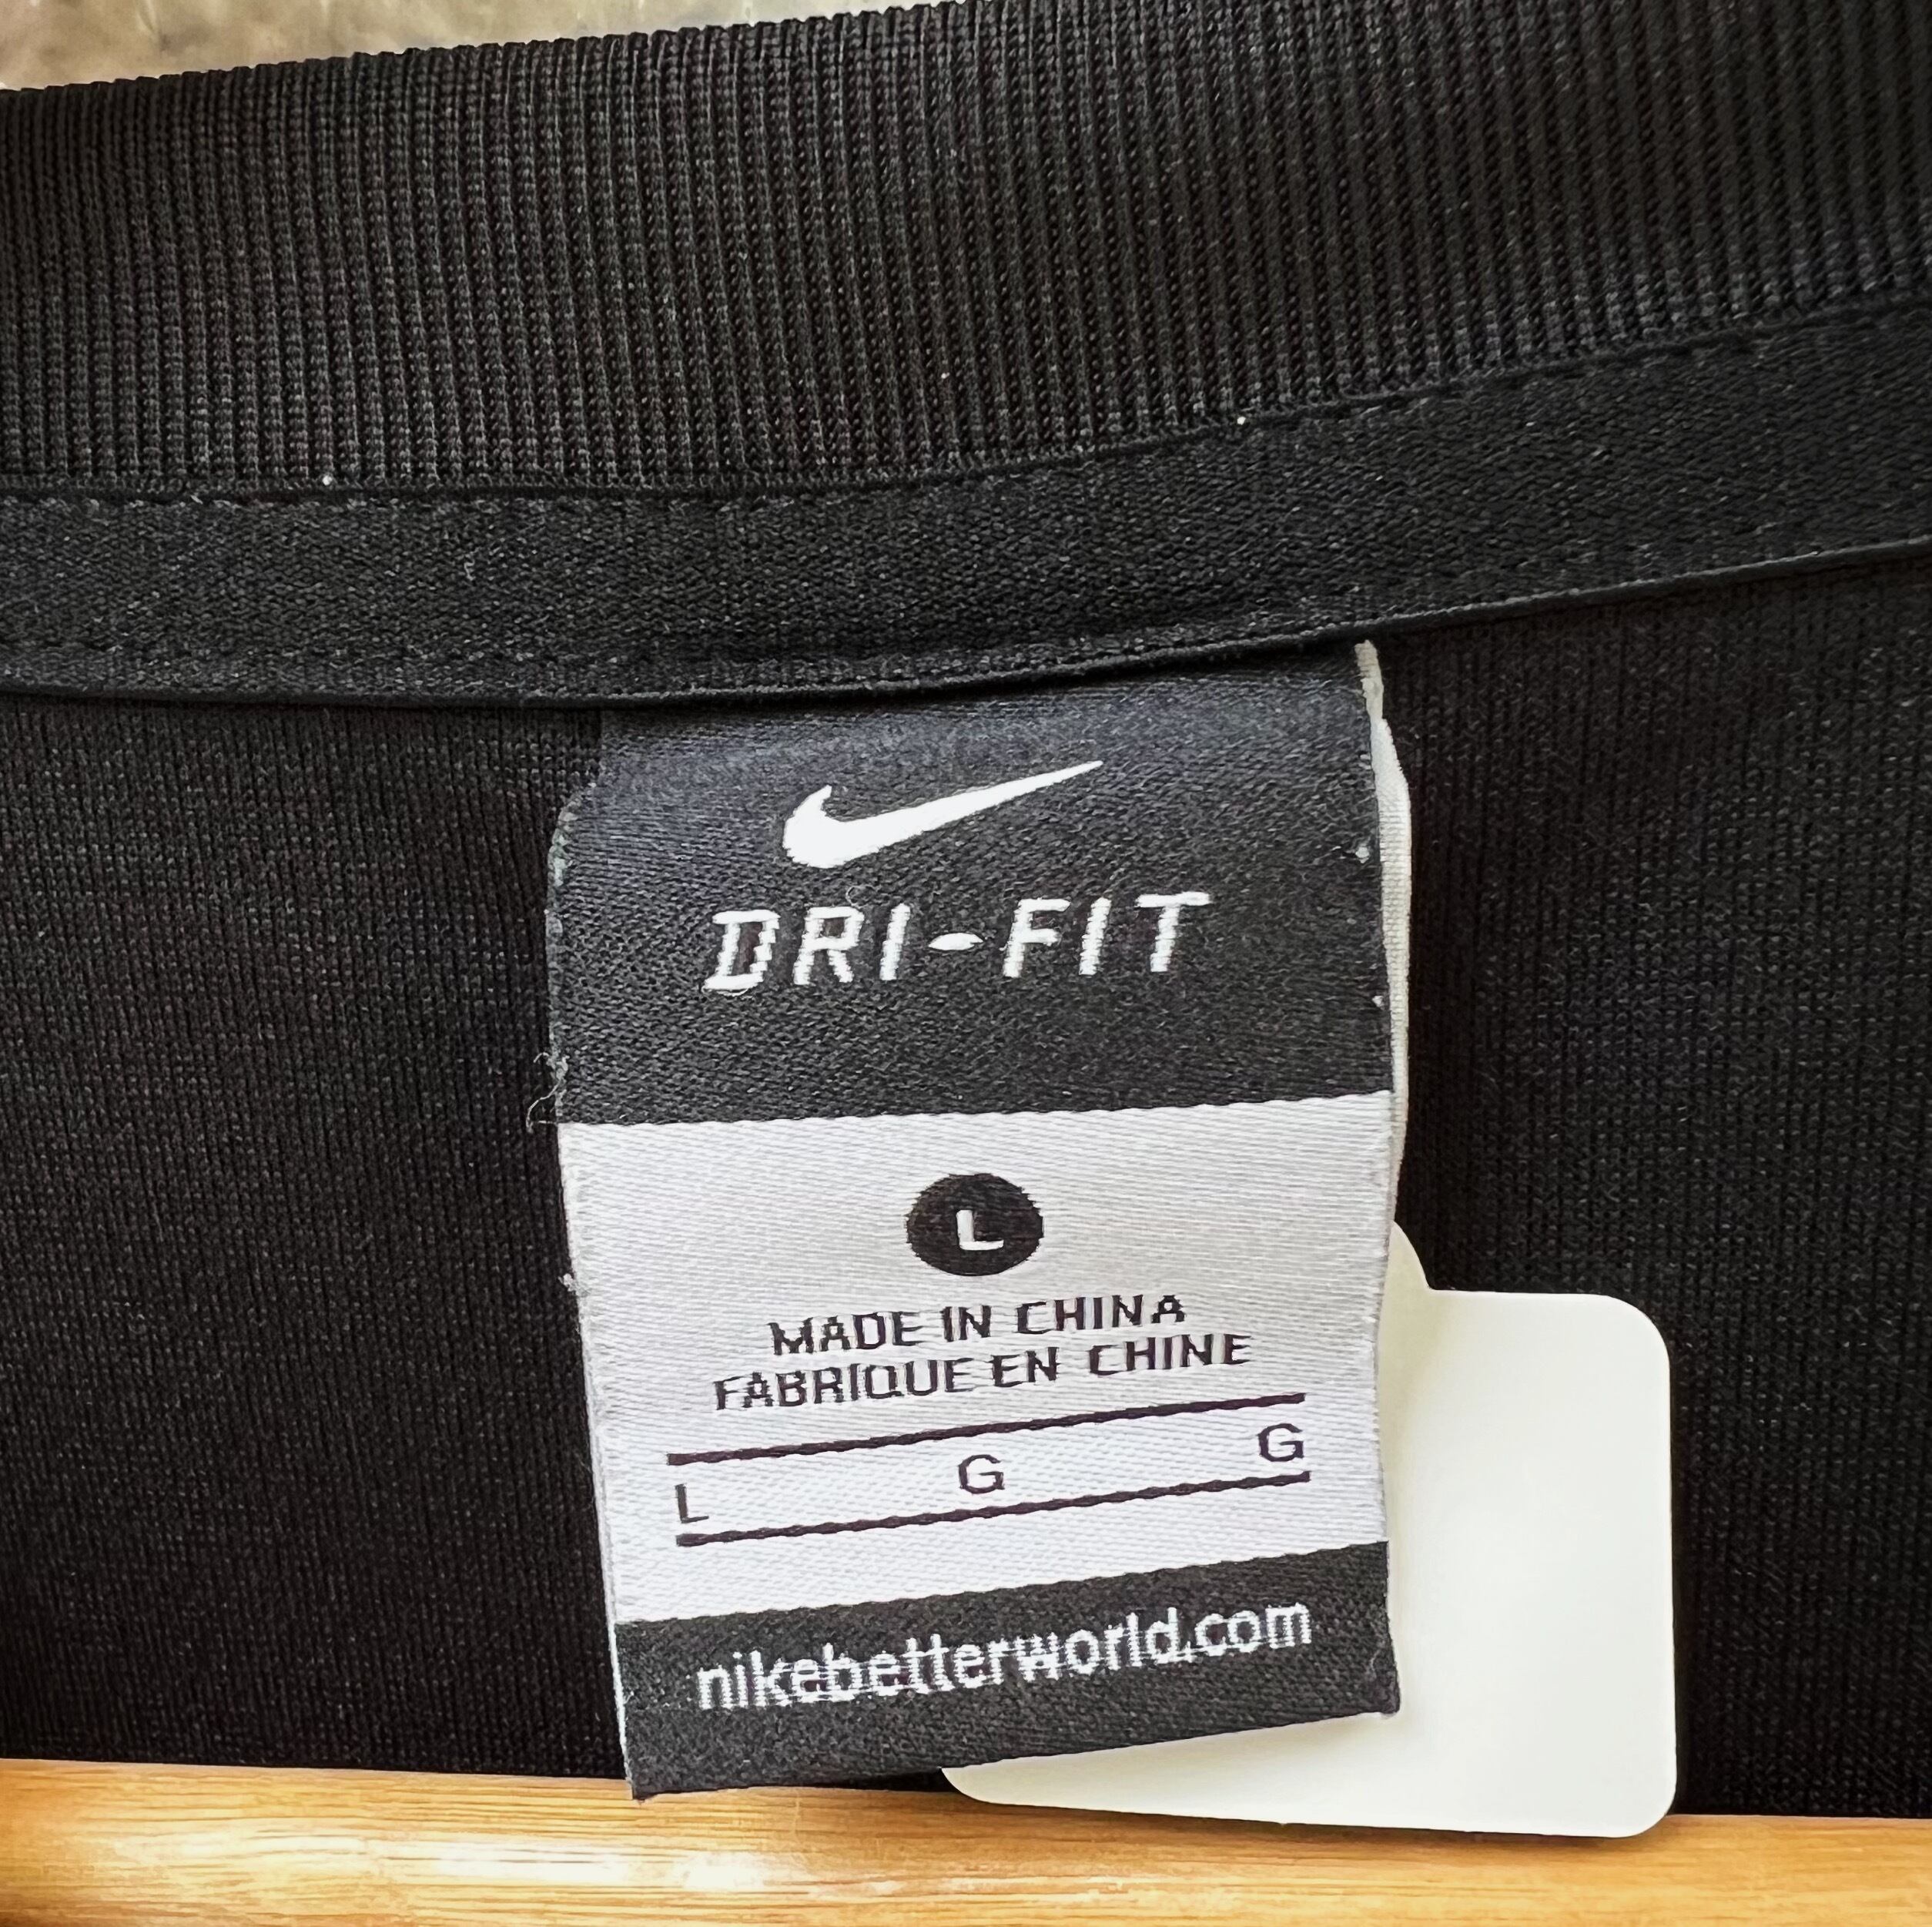 DRI-FIT
L
MADE IN CHINA
FABRIQUE EN CHINE
L G G
nikebetterworld.com